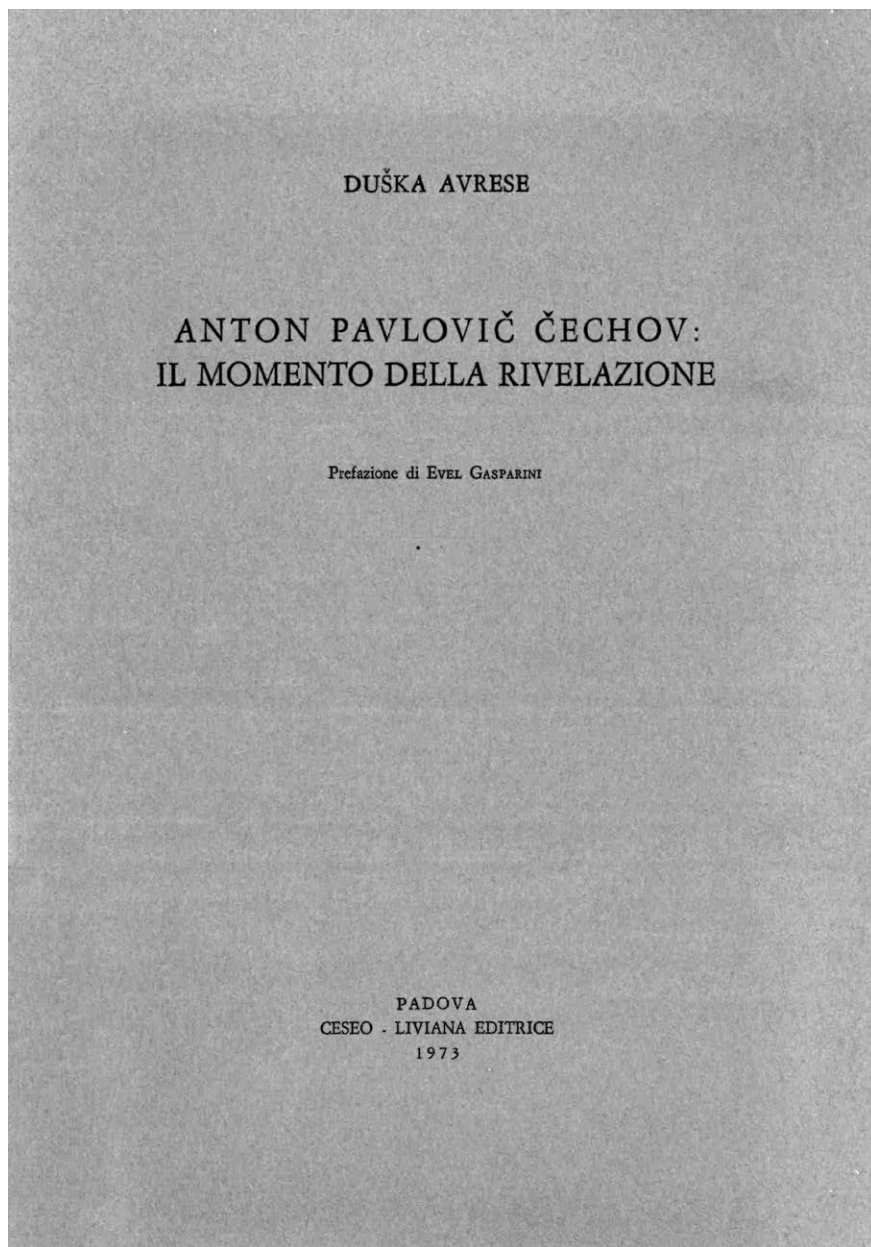 DUŠKA AVRESE
ANTON PAVLOVIČ ČECHOV:
IL MOMENTO DELLA RIVELAZIONE
Prefazione di EVEL GASPARINI
PADOVA
CESEO - LIVIANA EDITRICE
1973